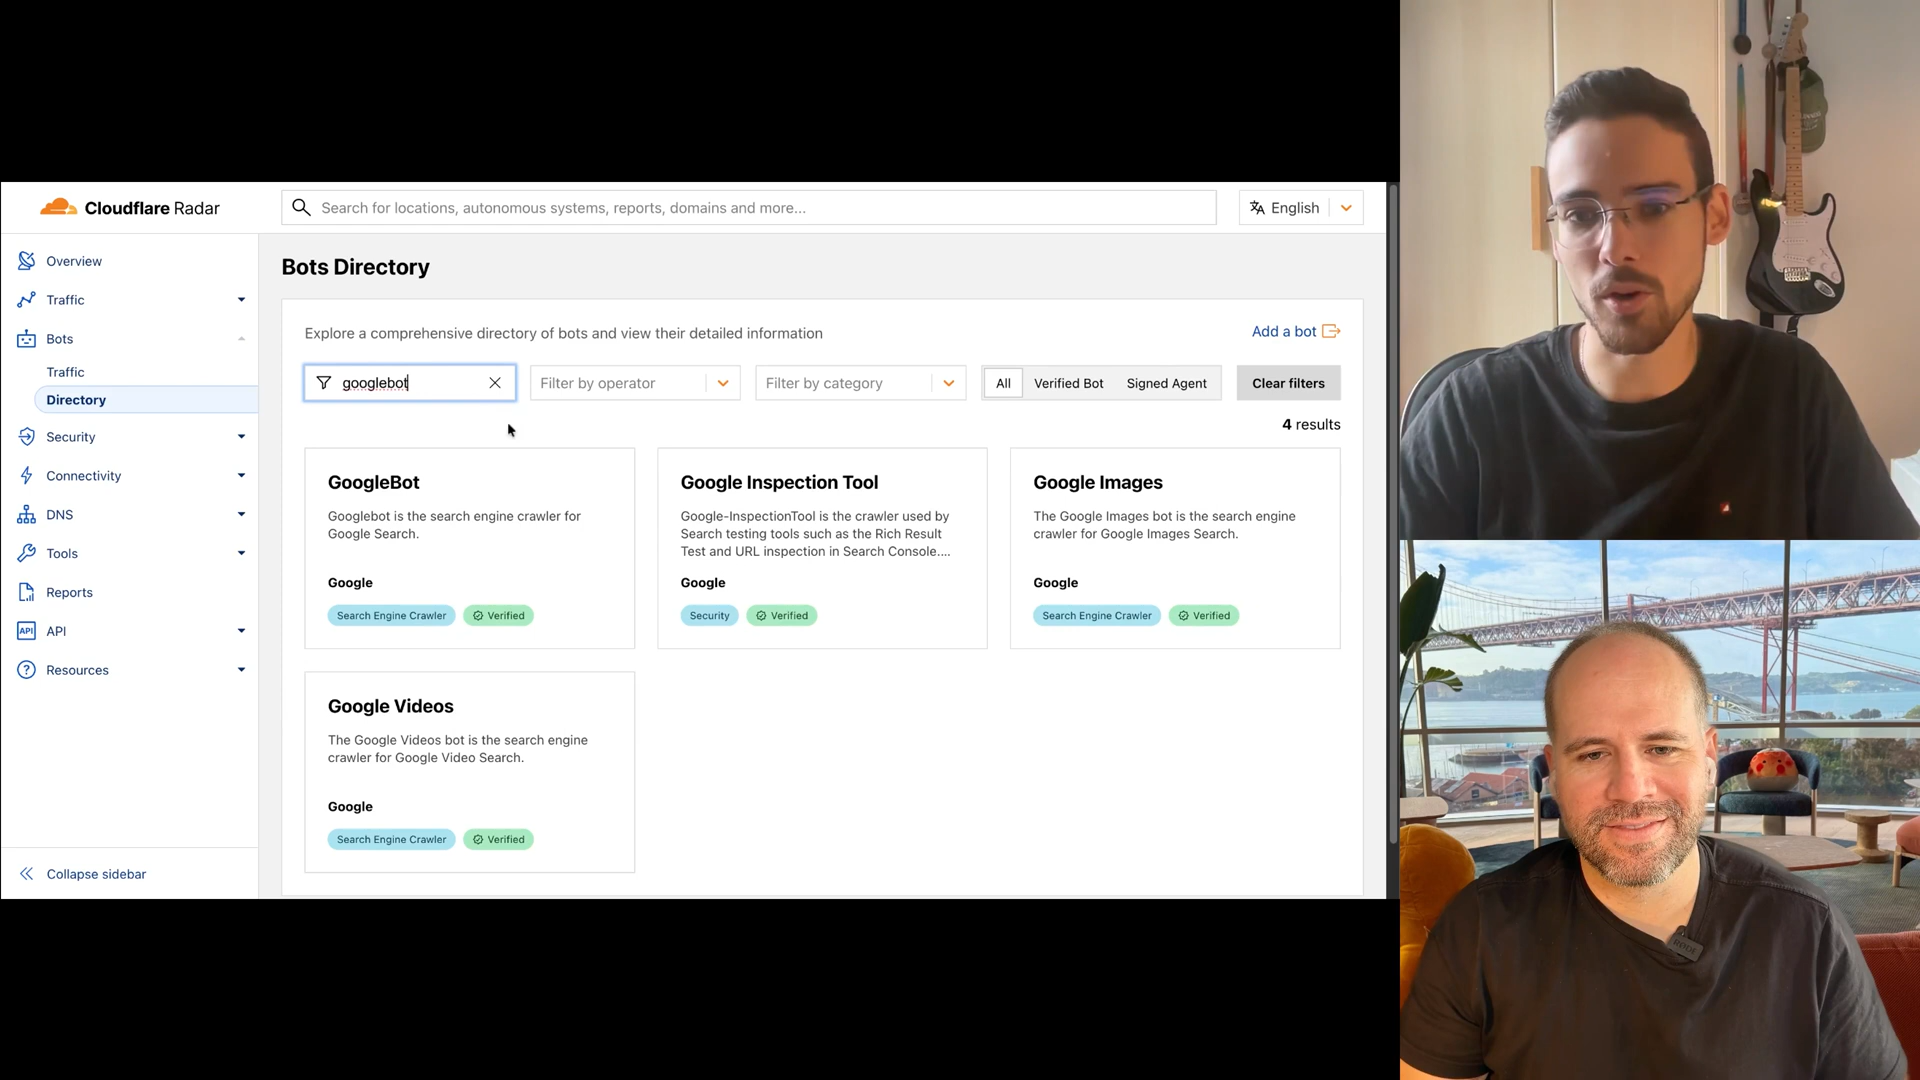 Cloudflare Radar
Search for locations, autonomous systems, reports, domains and more...
English
Overview
Traffic
Bots
Traffic
Directory
Security
Connectivity
DNS
Tools
Reports
API
API
Resources
Collapse sidebar
Bots Directory
Explore a comprehensive directory of bots and view their detailed information
Add a bot
googlebot
Filter by operator
Filter by category
All
Verified Bot
Signed Agent
Clear filters
4 results
GoogleBot
Googlebot is the search engine crawler for
Google Search.
Google
Search Engine Crawler
Verified
Google Inspection Tool
Google-InspectionTool is the crawler used by
Search testing tools such as the Rich Result
Test and URL inspection in Search Console....
Google
Security
Verified
Google Images
The Google Images bot is the search engine
crawler for Google Images Search.
Google
Search Engine Crawler
Verified
Google Videos
The Google Videos bot is the search engine
crawler for Google Video Search.
Google
Search Engine Crawler
Verified
RODE